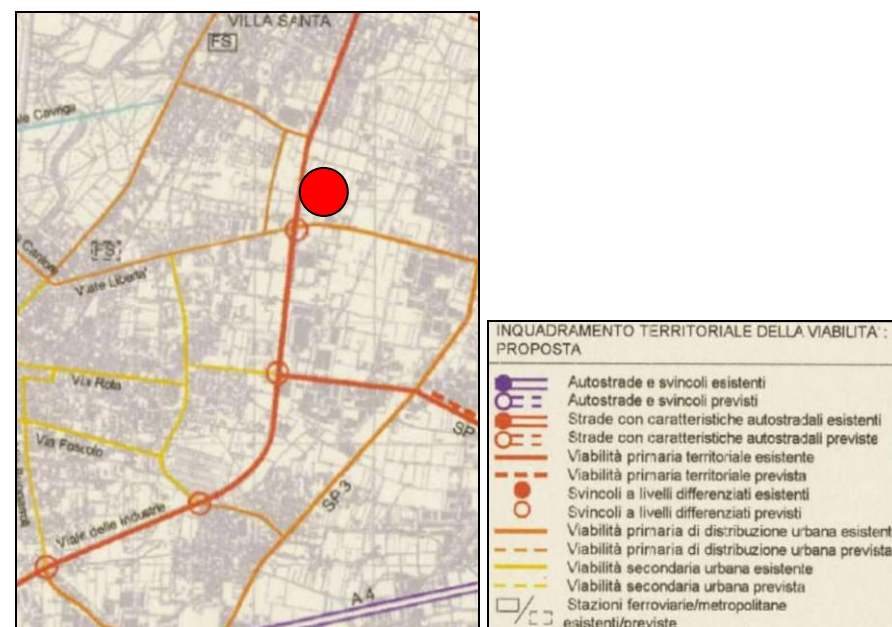 VILLA SANTA
FS
FS
Viale Liberta'
Via Rota
Via Foscolo
SP
SP 3
Viale delle Industrie
A 4
INQUADRAMENTO TERRITORIALE DELLA VIABILITA':
PROPOSTA
Autostrade e svincoli esistenti
Autostrade e svincoli previsti
Strade con caratteristiche autostradali esistenti
Strade con caratteristiche autostradali previste
Viabilità primaria territoriale esistente
Viabilità primaria territoriale prevista
Svincoli a livelli differenziati esistenti
Svincoli a livelli differenziati previsti
Viabilità primaria di distribuzione urbana esistent
Viabilità primaria di distribuzione urbana prevista
Viabilità secondaria urbana esistente
Viabilità secondaria urbana prevista
Stazioni ferroviarie/metropolitane
esistenti/previste